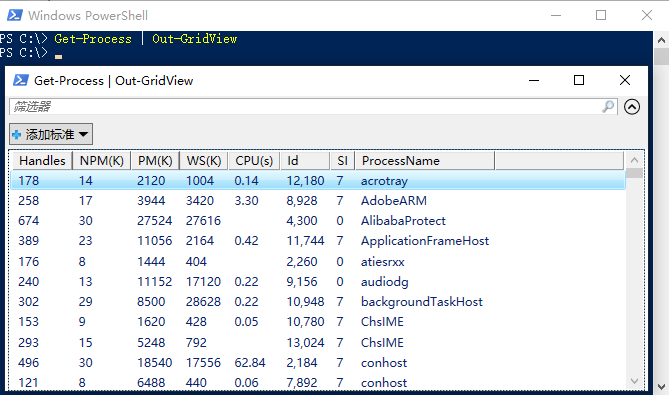 Windows PowerShell
PS C:\> Get-Process | Out-GridView
PS C:\>
Get-Process | Out-GridView
筛选器
添加标准
Handles NPM(K) PM(K) WS(K) CPU(s) Id SI ProcessName
178 14 2120 1004 0.14 12,180 7 acrotray
258 17 3944 3420 3.30 8,928 7 AdobeARM
674 30 27524 27616 4,300 0 AlibabaProtect
389 23 11056 2164 0.42 11,744 7 ApplicationFrameHost
176 8 1444 404 2,260 0 atiesrxx
240 13 11152 17120 0.22 9,156 0 audiodg
302 29 8500 28628 0.22 10,948 7 backgroundTaskHost
153 9 1620 428 0.05 10,780 7 ChsIME
293 15 5248 792 13,024 7 ChsIME
496 30 18540 17556 62.84 2,184 7 conhost
121 8 6488 440 0.06 7,892 7 conhost